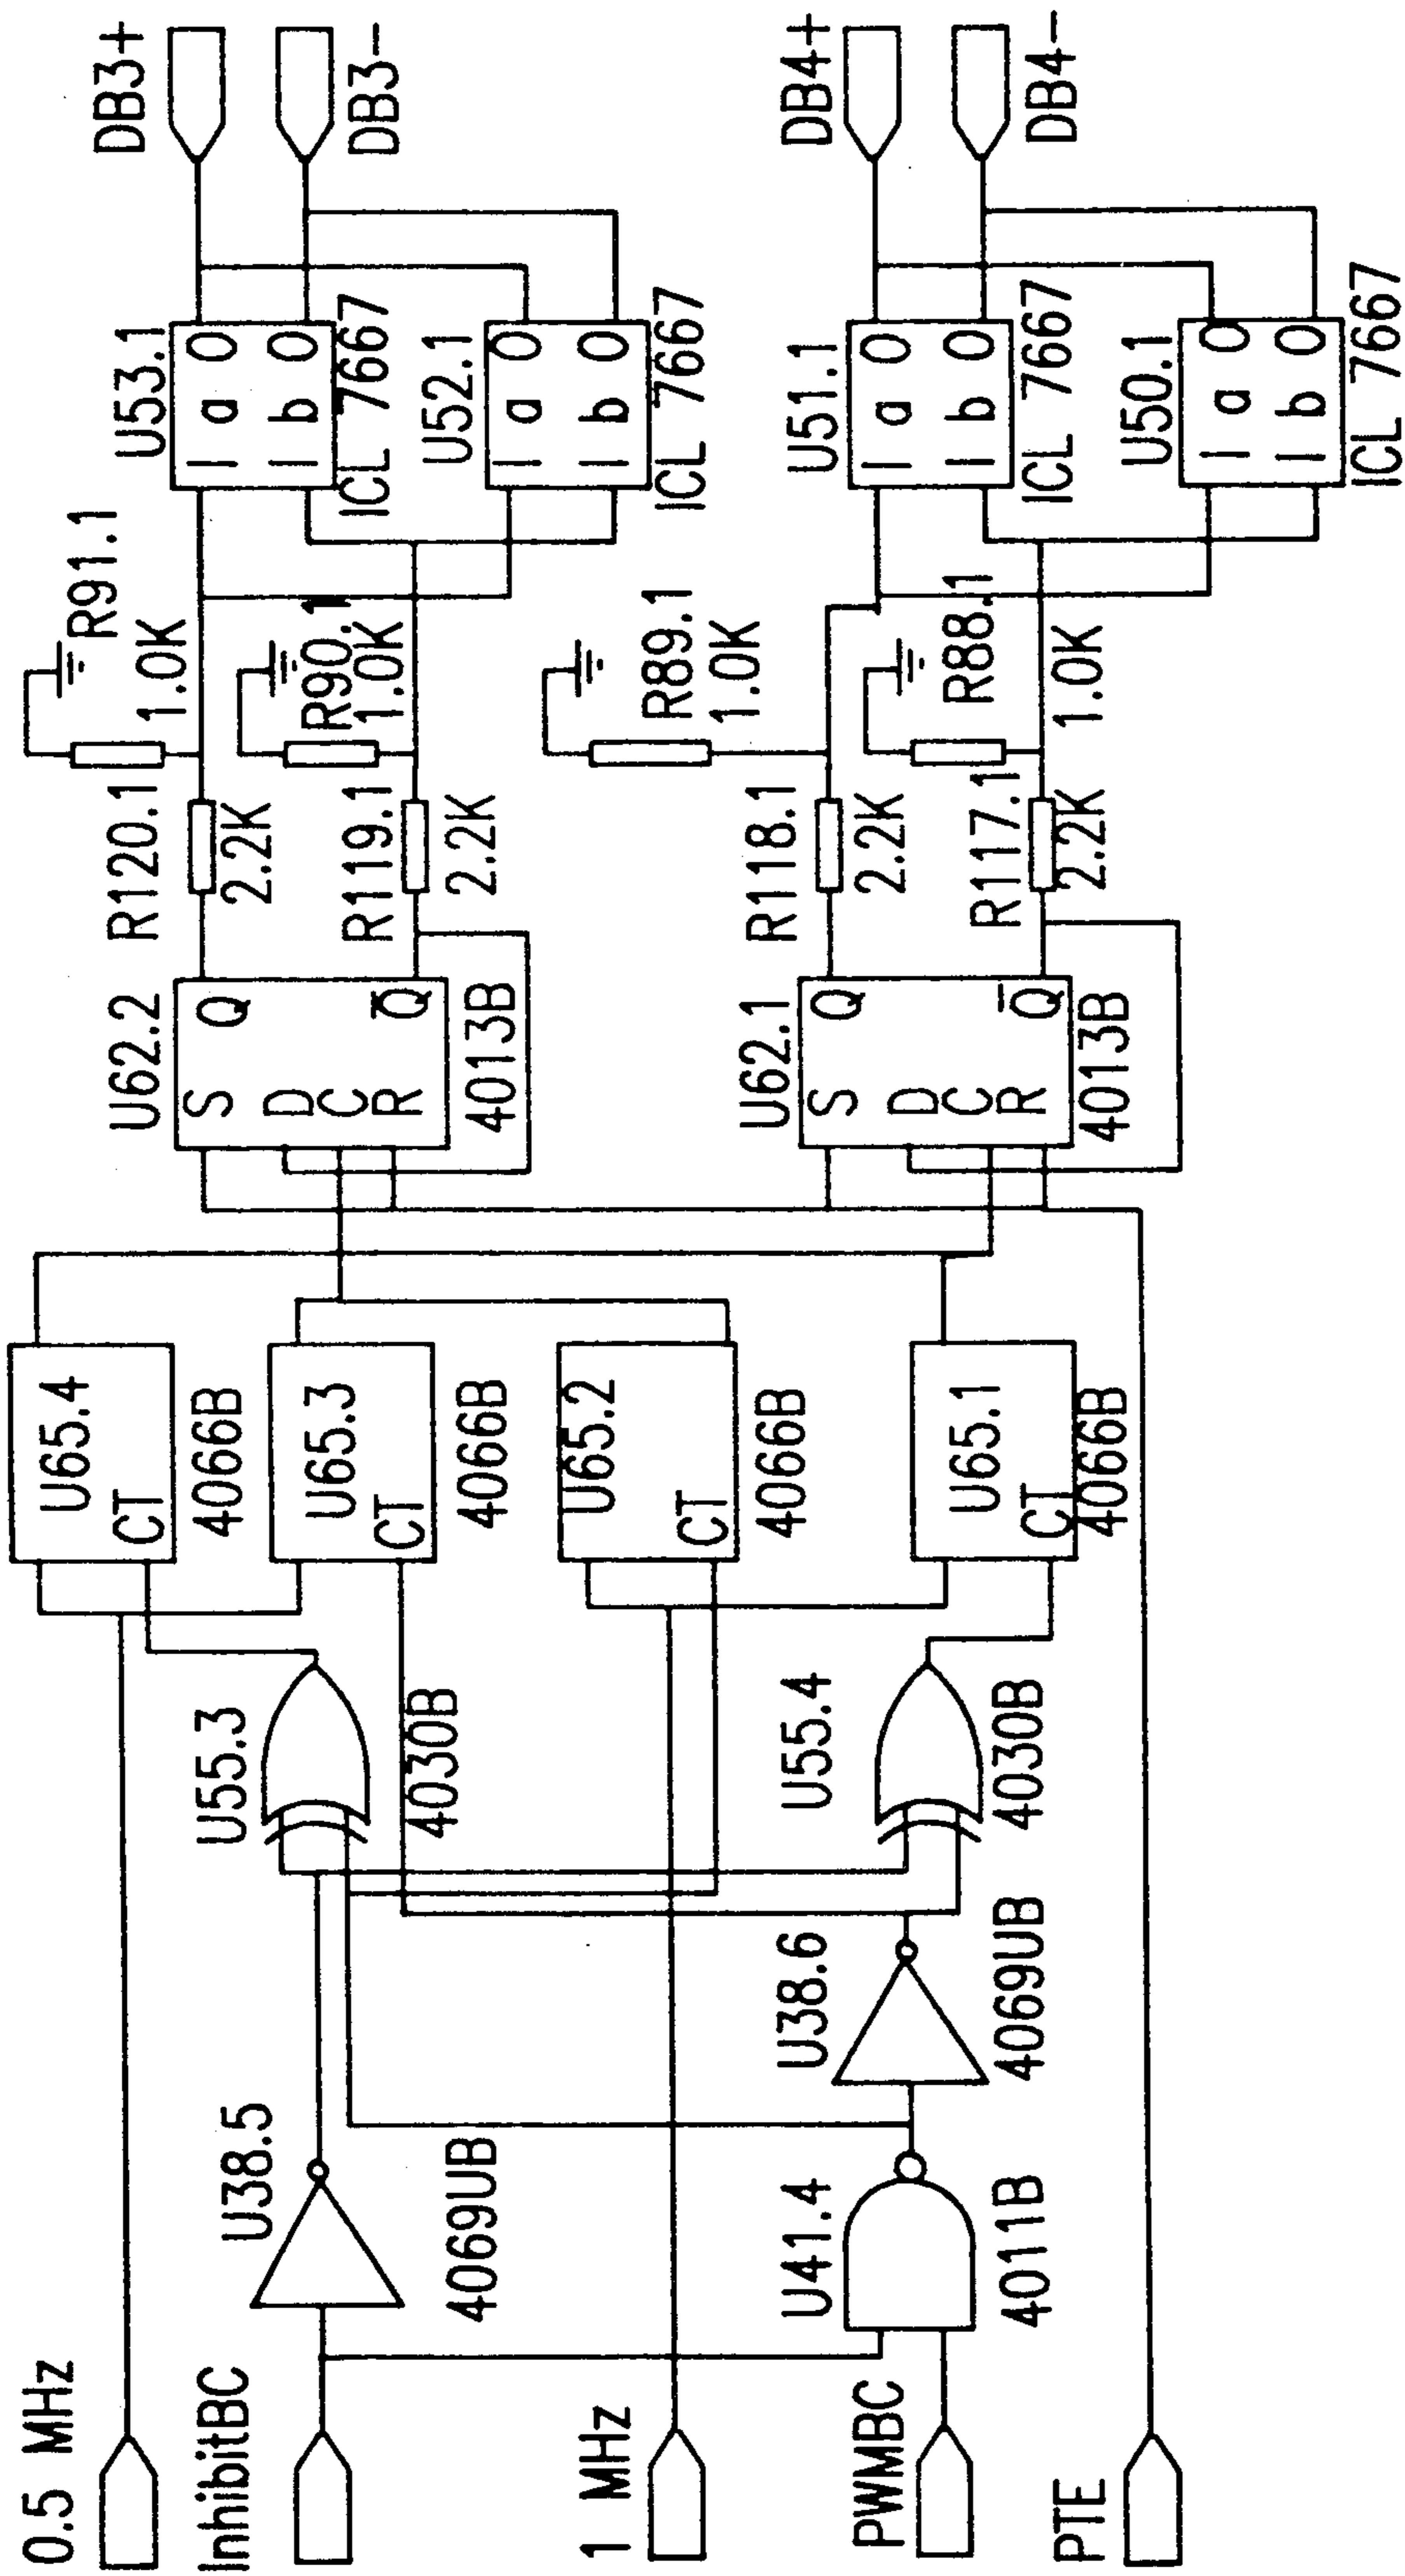 0.5 MHz
InhibitBC
1 MHz
PWMBC
PTE
U38.5
4069UB
U41.4
4011B
U38.6
4069UB
U55.3
4030B
U55.4
4030B
U65.4
CT
4066B
U65.3
CT
4066B
U65.2
CT
4066B
U65.1
CT
4066B
U62.2
S Q
D
C
R Q̅
4013B
U62.1
S Q
D
C
R Q̅
4013B
R120.1
2.2K
R119.1
2.2K
R118.1
2.2K
R117.1
2.2K
R91.1
1.0K
R90.1
1.0K
R89.1
1.0K
R88.1
1.0K
U53.1
I a O
I b O
ICL 7667
U52.1
I a O
I b O
ICL 7667
U51.1
I a O
I b O
ICL 7667
U50.1
I a O
I b O
ICL 7667
DB3+
DB3-
DB4+
DB4-